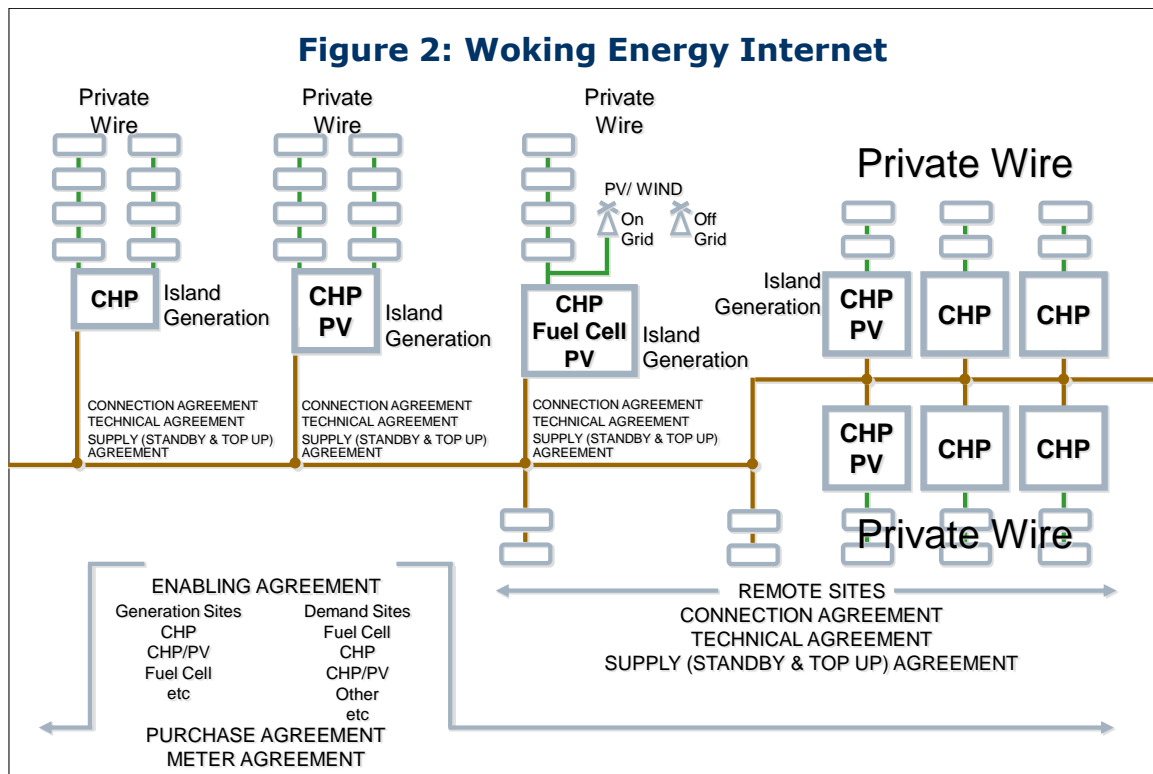 Figure 2: Woking Energy Internet
Private
Wire
Private
Wire
Private
Wire
Private Wire
PV/ WIND
On
Grid
Off
Grid
CHP
Island
Generation
CHP
PV
Island
Generation
CHP
Fuel Cell
PV
Island
Generation
Island
Generation
CHP
PV
CHP
CHP
CONNECTION AGREEMENT
TECHNICAL AGREEMENT
SUPPLY (STANDBY & TOP UP)
AGREEMENT
CONNECTION AGREEMENT
TECHNICAL AGREEMENT
SUPPLY (STANDBY & TOP UP)
AGREEMENT
CONNECTION AGREEMENT
TECHNICAL AGREEMENT
SUPPLY (STANDBY & TOP UP)
AGREEMENT
CHP
PV
CHP
CHP
Private Wire
ENABLING AGREEMENT
Generation Sites
CHP
CHP/PV
Fuel Cell
etc
Demand Sites
Fuel Cell
CHP
CHP/PV
Other
etc
PURCHASE AGREEMENT
METER AGREEMENT
REMOTE SITES
CONNECTION AGREEMENT
TECHNICAL AGREEMENT
SUPPLY (STANDBY & TOP UP) AGREEMENT